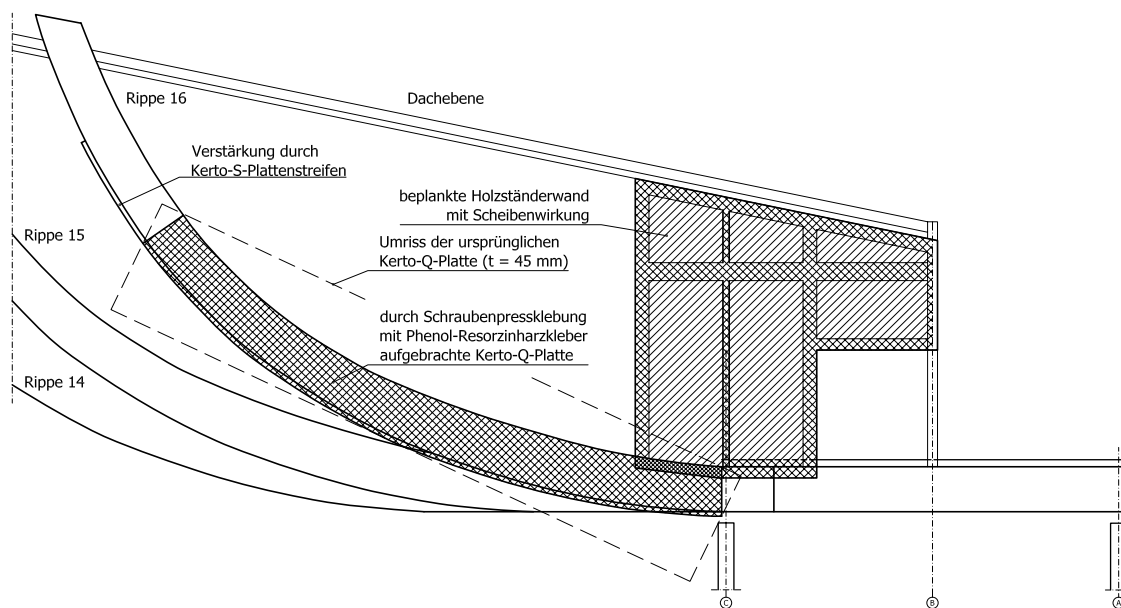 Rippe 16
Dachebene
Verstärkung durch
Kerto-S-Plattenstreifen
beplankte Holzständerwand
mit Scheibenwirkung
Rippe 15
Umriss der ursprünglichen
Kerto-Q-Platte (t = 45 mm)
durch Schraubenpressklebung
mit Phenol-Resorzinharzkleber
aufgebrachte Kerto-Q-Platte
Rippe 14
C
B
A